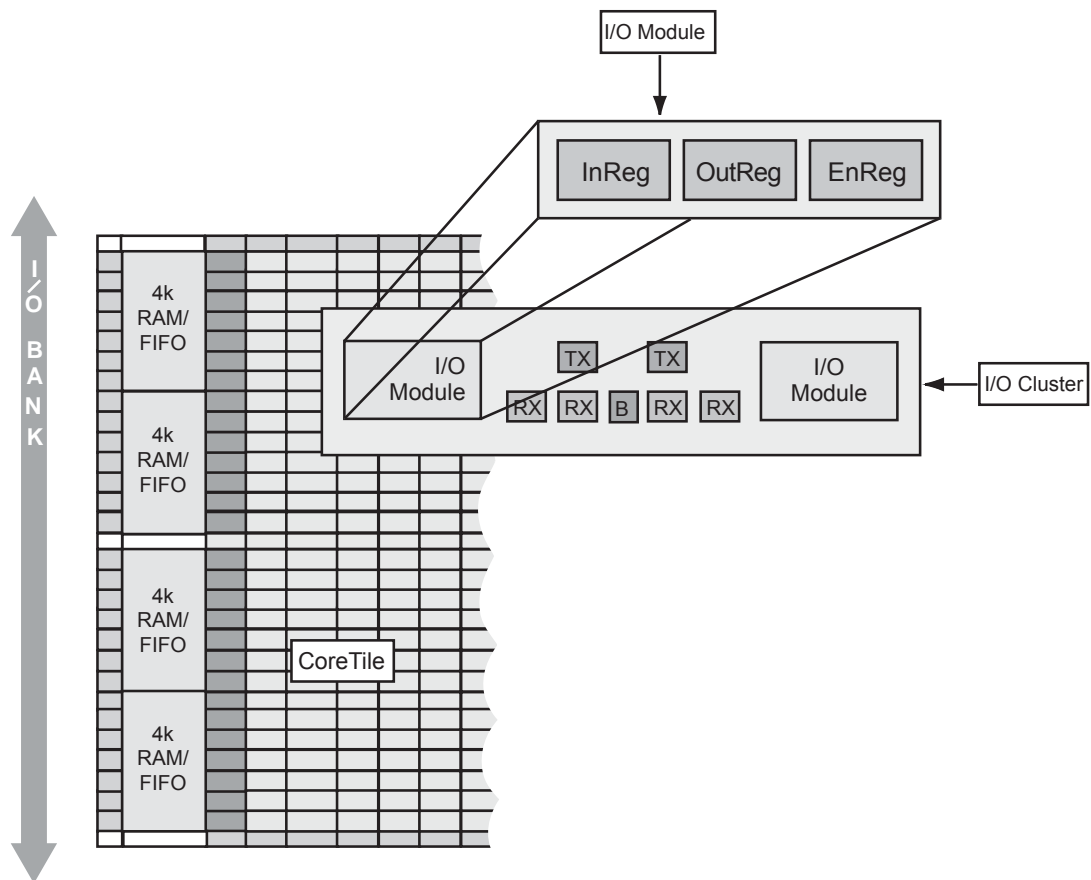 I/O Module
InReg
OutReg
EnReg
I/O BANK
4k
RAM/
FIFO
4k
RAM/
FIFO
4k
RAM/
FIFO
4k
RAM/
FIFO
I/O
Module
TX
TX
RX
RX
B
RX
RX
I/O
Module
I/O Cluster
CoreTile